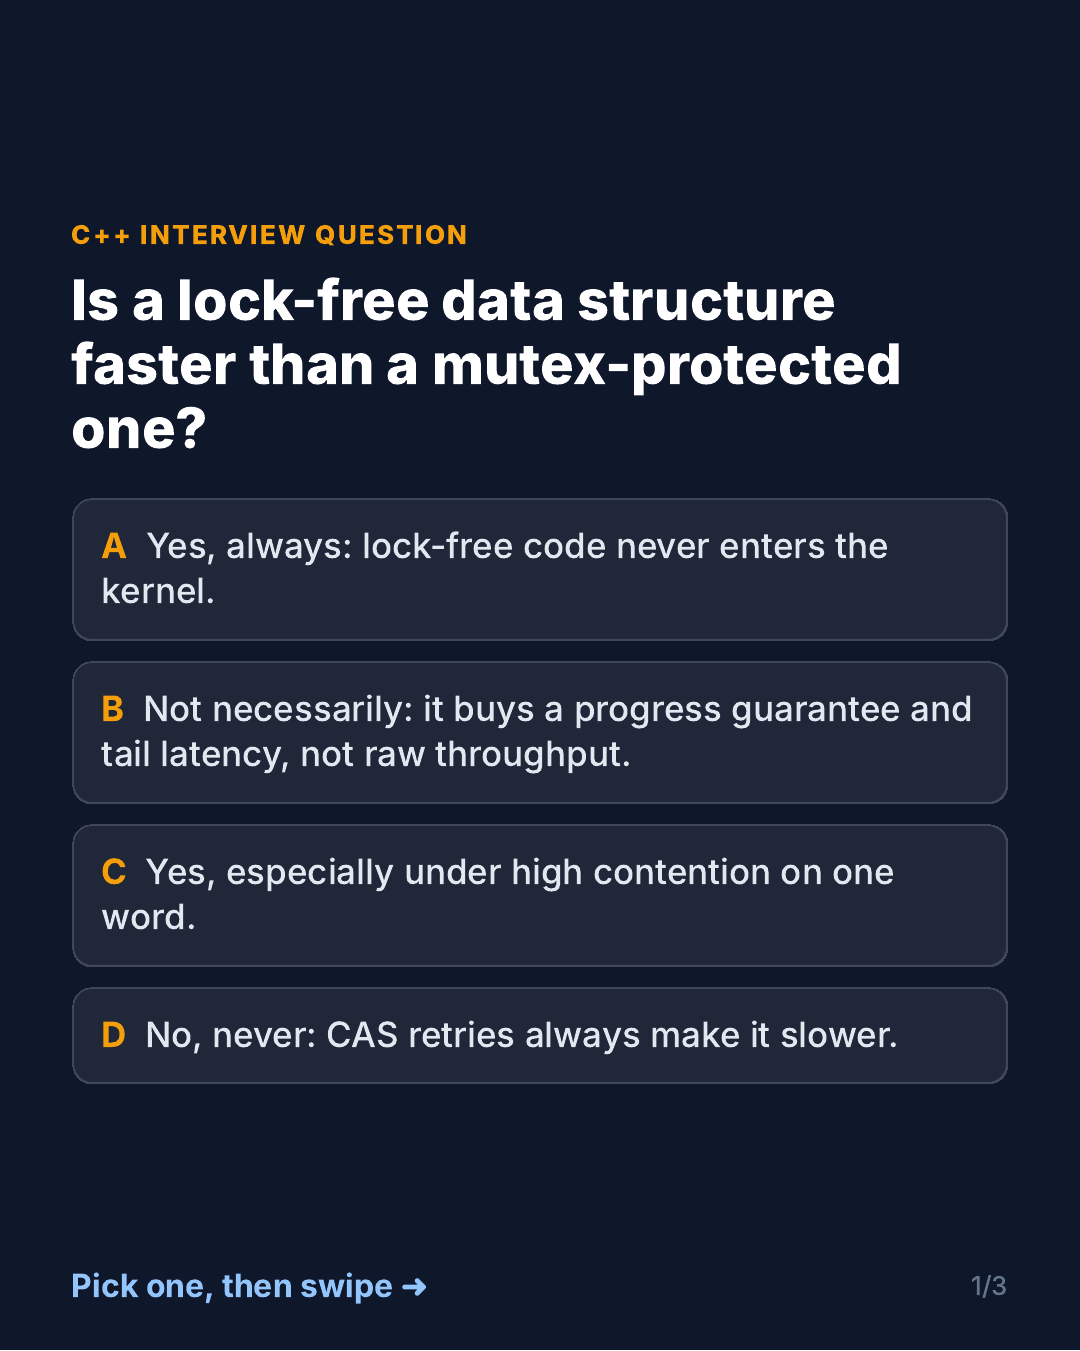 C++ INTERVIEW QUESTION
Is a lock-free data structure
faster than a mutex-protected
one?
A Yes, always: lock-free code never enters the
kernel.
B Not necessarily: it buys a progress guarantee and
tail latency, not raw throughput.
C Yes, especially under high contention on one
word.
D No, never: CAS retries always make it slower.
Pick one, then swipe ➜
1/3